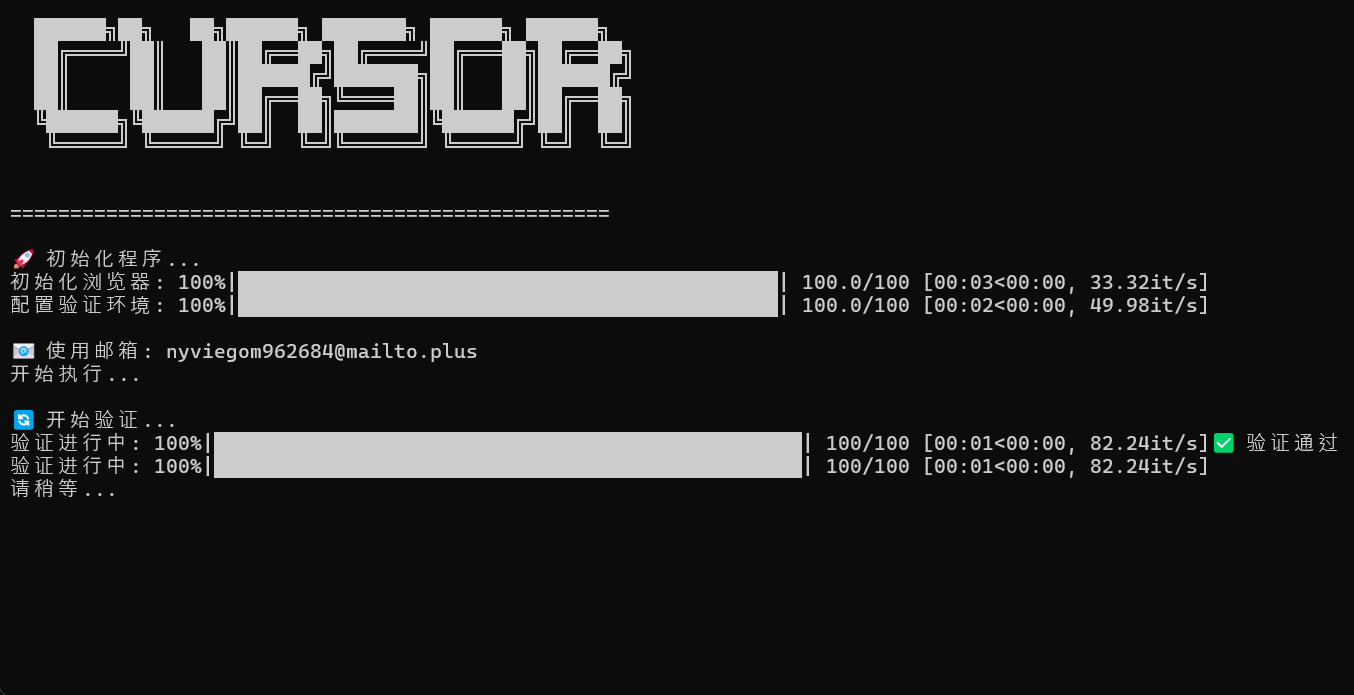 CURSOR
==================================================
🚀 初始化程序...
初始化浏览器: 100%|██████████████████████████████| 100.0/100 [00:03<00:00, 33.32it/s]
配置验证环境: 100%|██████████████████████████████| 100.0/100 [00:02<00:00, 49.98it/s]
📧 使用邮箱: nyviegom962684@mailto.plus
开始执行...
🔄 开始验证...
验证进行中: 100%|██████████████████████████████| 100/100 [00:01<00:00, 82.24it/s]✅ 验证通过
验证进行中: 100%|██████████████████████████████| 100/100 [00:01<00:00, 82.24it/s]
请稍等...